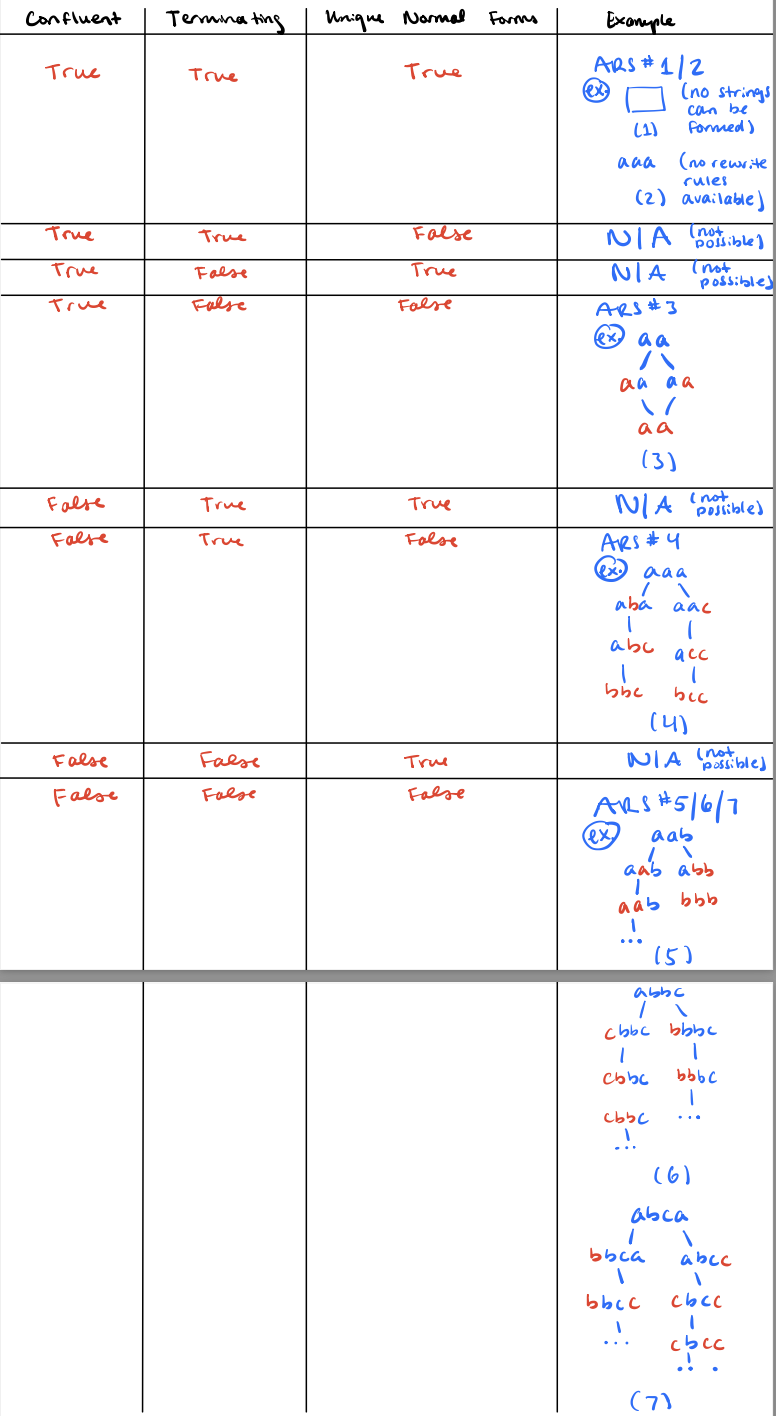 Confluent Terminating Unique Normal Forms Example
True True True ARS #1/2
ex. (no strings
can be
(1) formed)
aaa (no rewrite
rules
(2) available)
True True False N/A (not
possible)
True False True N/A (not
possible)
True False False ARS #3
ex. aa
aa aa
aa
(3)
False True True N/A (not
possible)
False True False ARS #4
ex. aaa
aba aac
abc acc
bbc bcc
(4)
False False True N/A (not
possible)
False False False ARS #5/6/7
ex. aab
aab abb
aab bbb
...
(5)
abbc
cbbc bbbc
cbbc bbbc
cbbc ...
...
(6)
abca
bbca abcc
bbcc cbcc
... cbcc
...
(7)